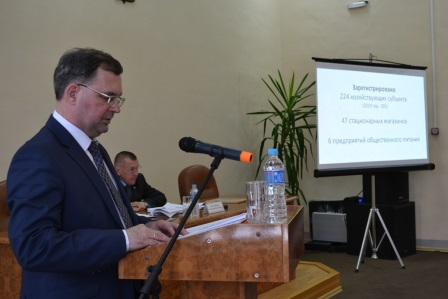 Зарегистрировано
224 хозяйствующих субъекта
47 стационарных магазинов
6 предприятий общественного питания